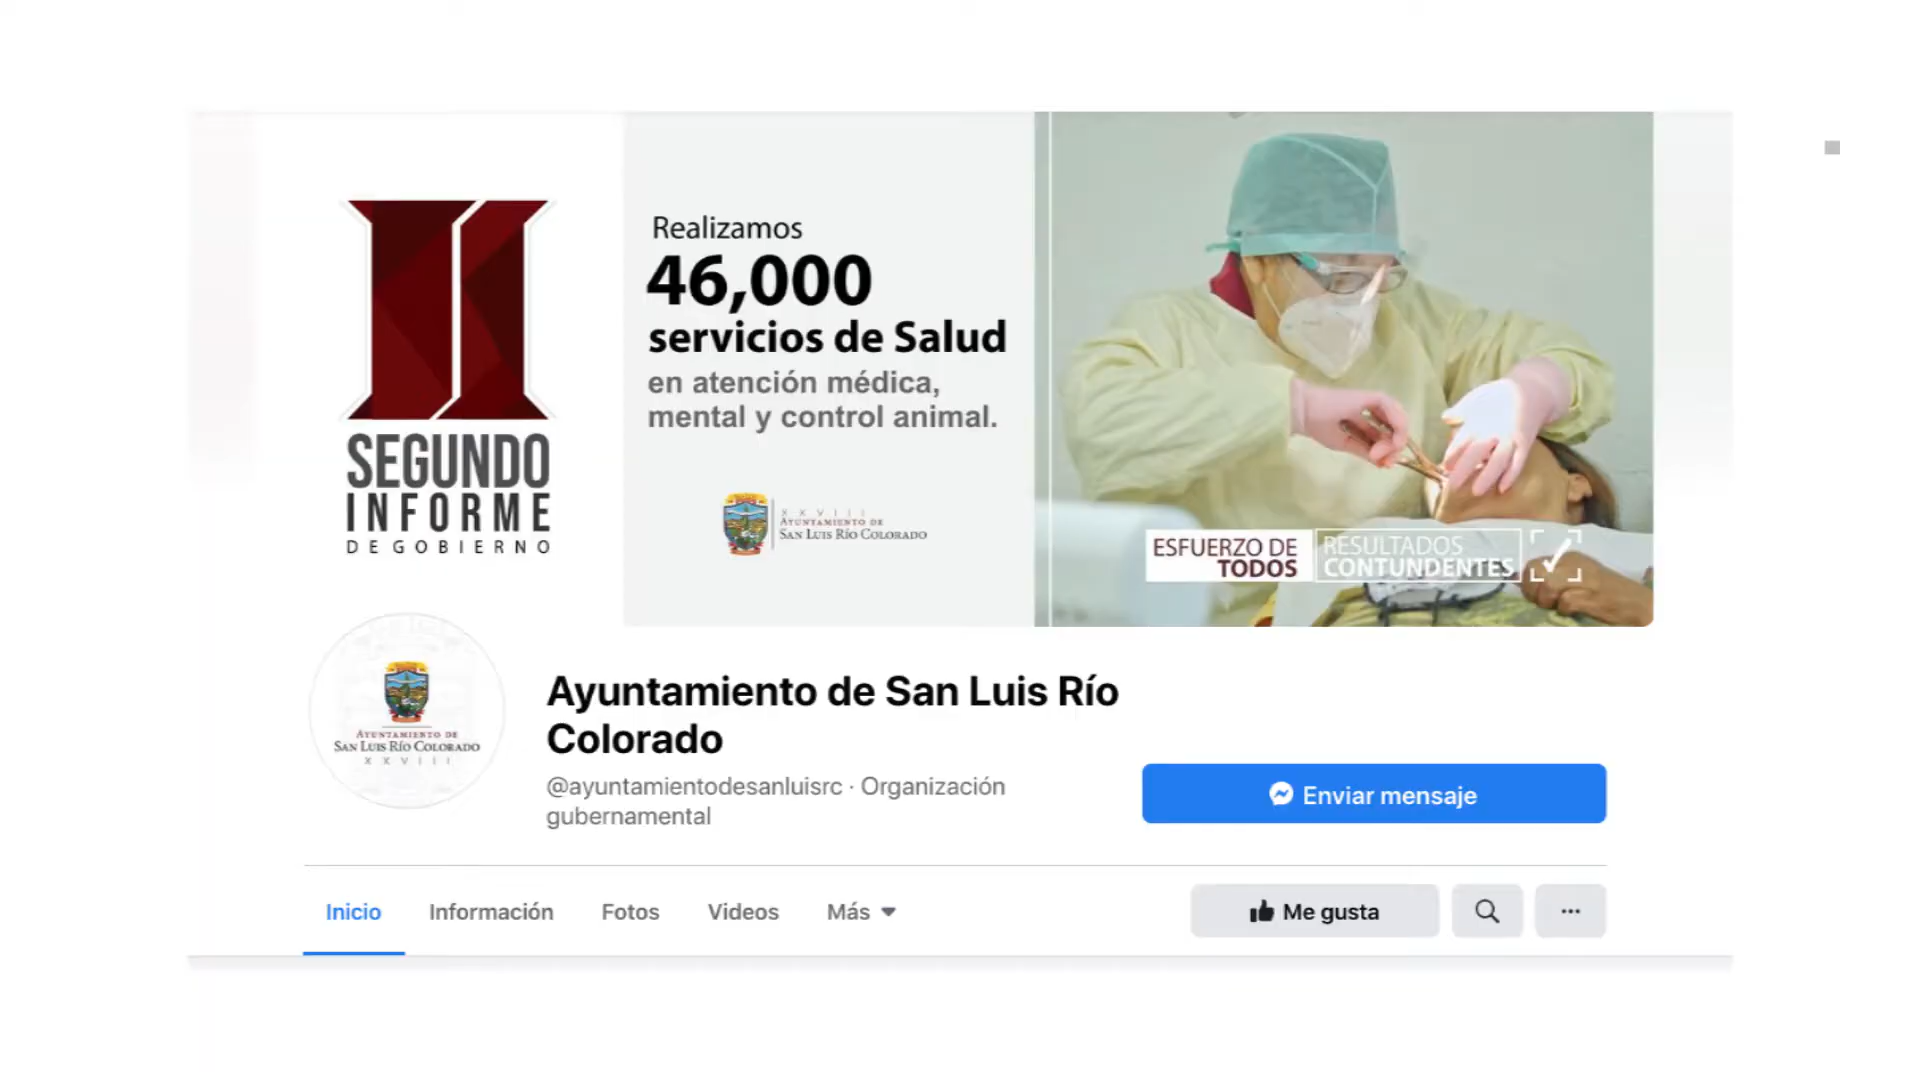 SEGUNDO
INFORME
DE GOBIERNO
Realizamos
46,000
servicios de Salud
en atención médica,
mental y control animal.
XXVIII
AYUNTAMIENTO DE
SAN LUIS RÍO COLORADO
ESFUERZO DE
TODOS
RESULTADOS
CONTUNDENTES
AYUNTAMIENTO DE
SAN LUIS RÍO COLORADO
XXVIII
Ayuntamiento de San Luis Río
Colorado
@ayuntamientodesanluisrc · Organización
gubernamental
Enviar mensaje
Inicio Información Fotos Videos Más
Me gusta